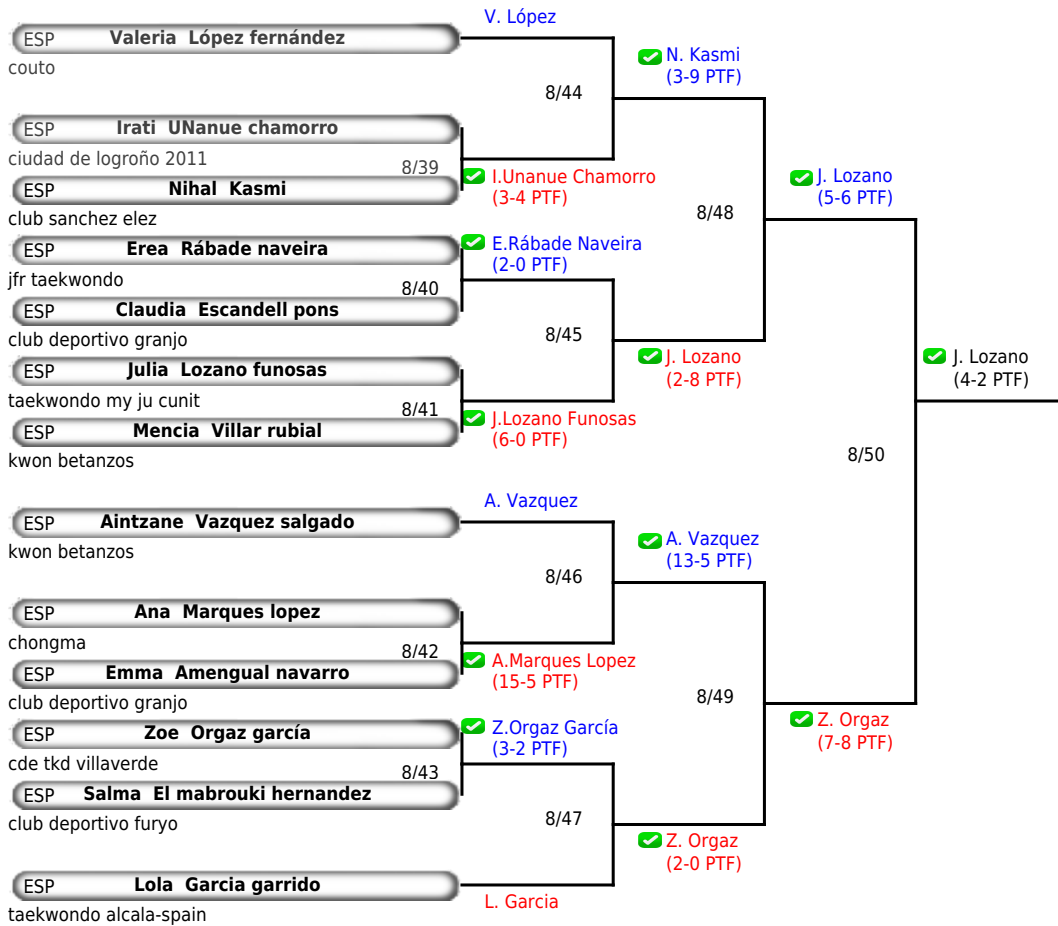 V. López
ESP Valeria López fernández
couto
N. Kasmi
(3-9 PTF)
8/44
ESP Irati UNanue chamorro
ciudad de logroño 2011
8/39
I.Unanue Chamorro
(3-4 PTF)
ESP Nihal Kasmi
club sanchez elez
J. Lozano
(5-6 PTF)
8/48
ESP Erea Rábade naveira
jfr taekwondo
E.Rábade Naveira
(2-0 PTF)
8/40
ESP Claudia Escandell pons
club deportivo granjo
8/45
J. Lozano
(2-8 PTF)
ESP Julia Lozano funosas
taekwondo my ju cunit
8/41
J.Lozano Funosas
(6-0 PTF)
ESP Mencia Villar rubial
kwon betanzos
J. Lozano
(4-2 PTF)
8/50
A. Vazquez
ESP Aintzane Vazquez salgado
kwon betanzos
A. Vazquez
(13-5 PTF)
8/46
ESP Ana Marques lopez
chongma
8/42
A.Marques Lopez
(15-5 PTF)
ESP Emma Amengual navarro
club deportivo granjo
8/49
Z. Orgaz
(7-8 PTF)
ESP Zoe Orgaz garcía
cde tkd villaverde
Z.Orgaz García
(3-2 PTF)
8/43
ESP Salma El mabrouki hernandez
club deportivo furyo
8/47
Z. Orgaz
(2-0 PTF)
ESP Lola Garcia garrido
taekwondo alcala-spain
L. Garcia